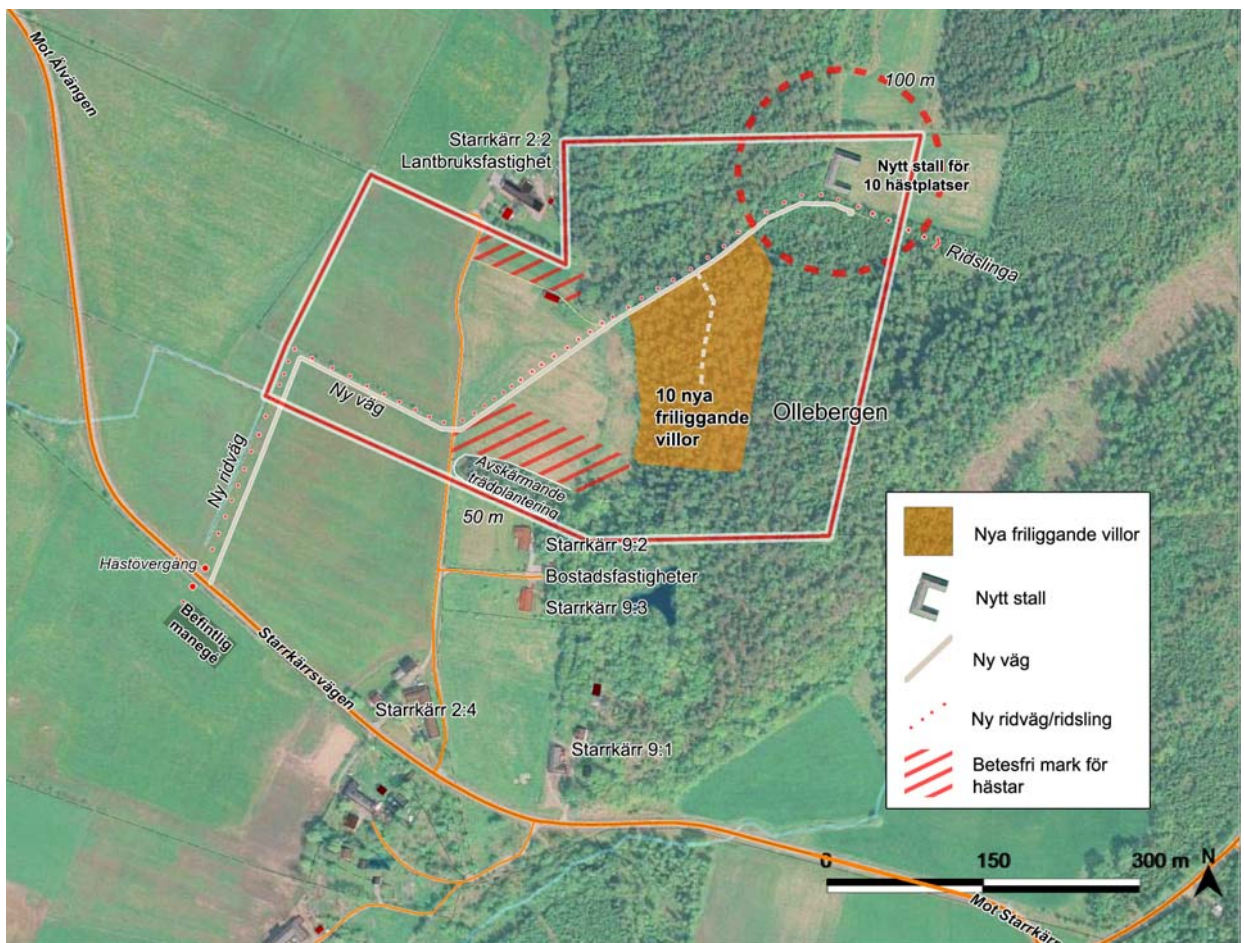 Mot Älvängen
100 m
Starrkärr 2:2
Lantbruksfastighet
Nytt stall för
10 hästplatser
Ridslinga
Ny väg
10 nya
friliggande
villor
Ollebergen
Ny ridväg
Avskärmande
trädplantering
50 m
Starrkärr 9:2
Hästövergång
Bostadsfastigheter
Starrkärr 9:3
Befintlig
manege
Starrkärrsvägen
Starrkärr 2:4
Starrkärr 9:1
Nya friliggande villor
Nytt stall
Ny väg
Ny ridväg/ridsling
Betesfri mark för
hästar
0 150 300 m N
Mot Starrkärr